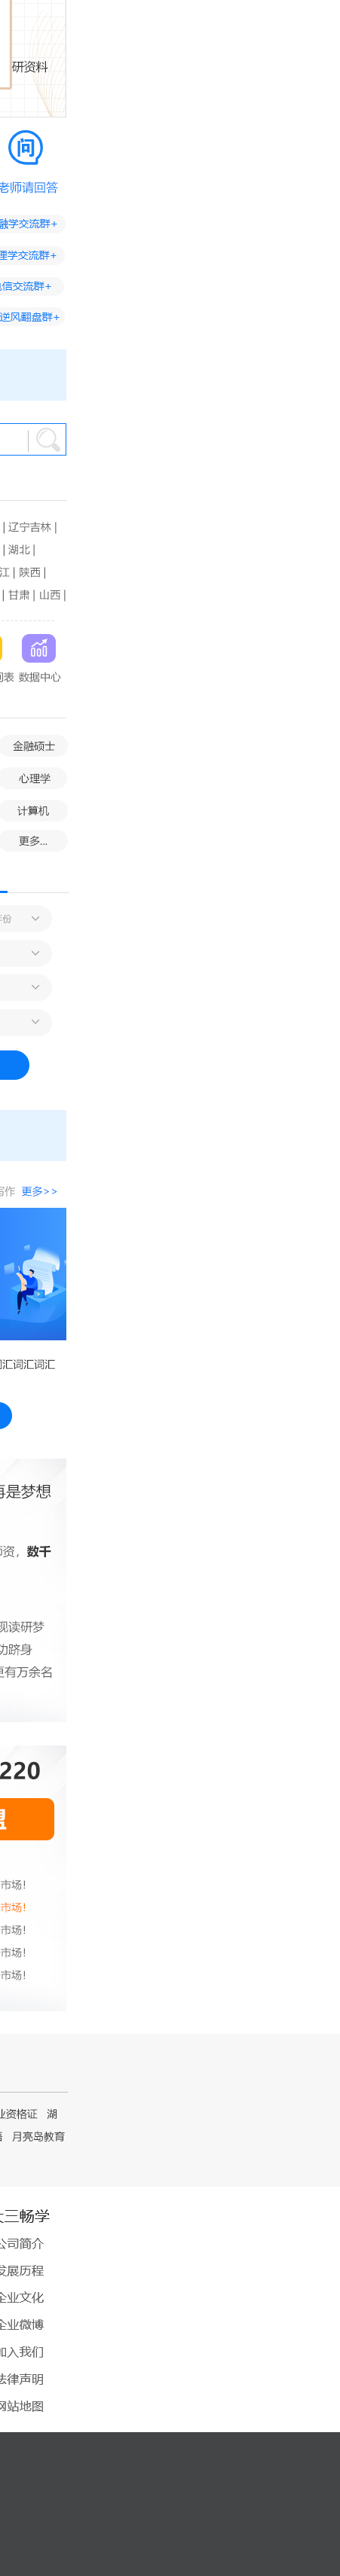 研资料
问
老师请回答
融学交流群+
理学交流群+
信交流群+
逆风翻盘群+
| 辽宁吉林 |
| 湖北 |
江 | 陕西 |
| 甘肃 | 山西 |
表 数据中心
金融硕士
心理学
计算机
更多...
份
写作 更多>>
词汇词汇词汇
再是梦想
师资，数千
现读研梦
功跻身
更有万余名
220
盟
市场!
市场!
市场!
市场!
市场!
业资格证 湖
月亮岛教育
大三畅学
公司简介
发展历程
企业文化
企业微博
加入我们
法律声明
网站地图